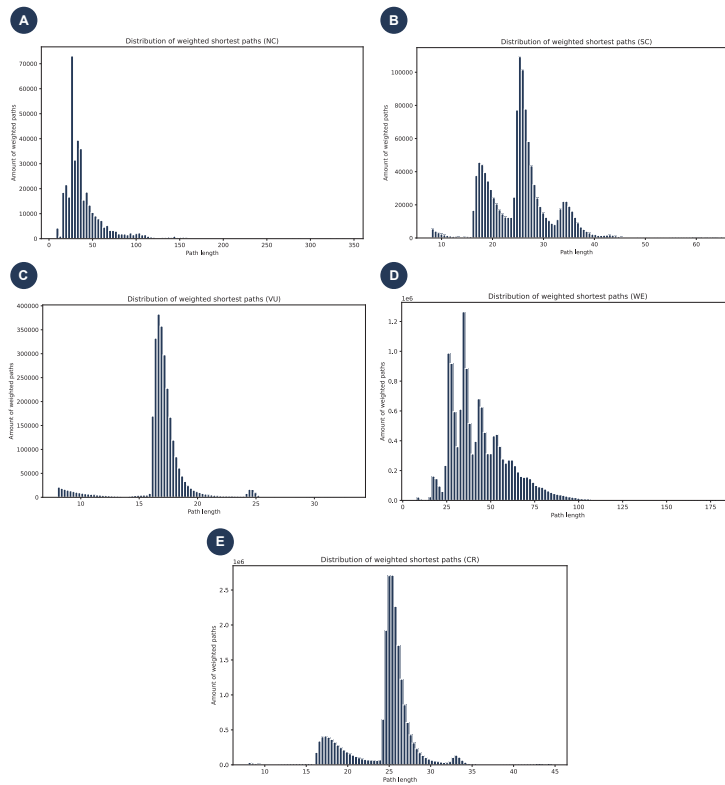 A
Distribution of weighted shortest paths (NC)
Amount of weighted paths
70000
60000
50000
40000
30000
20000
10000
0
0 50 100 150 200 250 300 350
Path length
B
Distribution of weighted shortest paths (SC)
Amount of weighted paths
100000
80000
60000
40000
20000
0
10 20 30 40 50 60
Path length
C
Distribution of weighted shortest paths (VU)
Amount of weighted paths
400000
350000
300000
250000
200000
150000
100000
50000
0
10 15 20 25 30
Path length
D
Distribution of weighted shortest paths (WE)
1e6
Amount of weighted paths
1,2
1,0
0,8
0,6
0,4
0,2
0,0
0 25 50 75 100 125 150 175
Path length
E
Distribution of weighted shortest paths (CR)
1e6
Amount of weighted paths
2.5
2.0
1.5
1.0
0.5
0.0
10 15 20 25 30 35 40 45
Path length